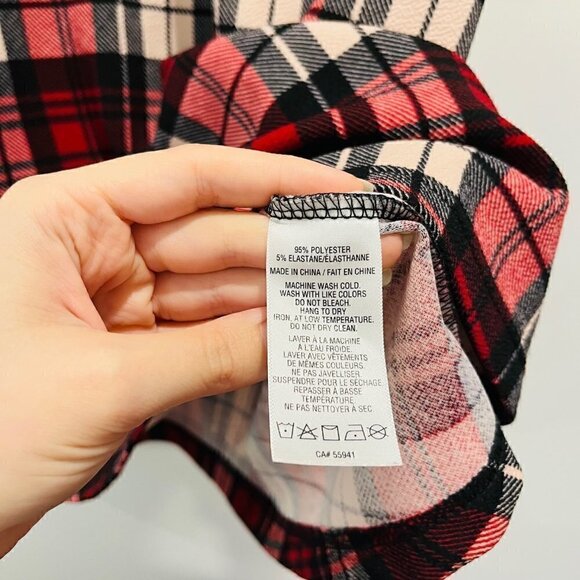 95% POLYESTER
5% ELASTANE/ÉLASTHANNE
MADE IN CHINA / FAIT EN CHINE
MACHINE WASH COLD.
WASH WITH LIKE COLORS
DO NOT BLEACH.
HANG TO DRY
IRON, AT LOW TEMPERATURE.
DO NOT DRY CLEAN.
LAVER À LA MACHINE
À L'EAU FROIDE.
LAVER AVEC VÊTEMENTS
DE MÊMES COULEURS.
NE PAS JAVELLISER
SUSPENDRE POUR LE SÉCHAGE.
REPASSER À BASSE
TEMPÉRATURE.
NE PAS NETTOYER À SEC
CA# 55941